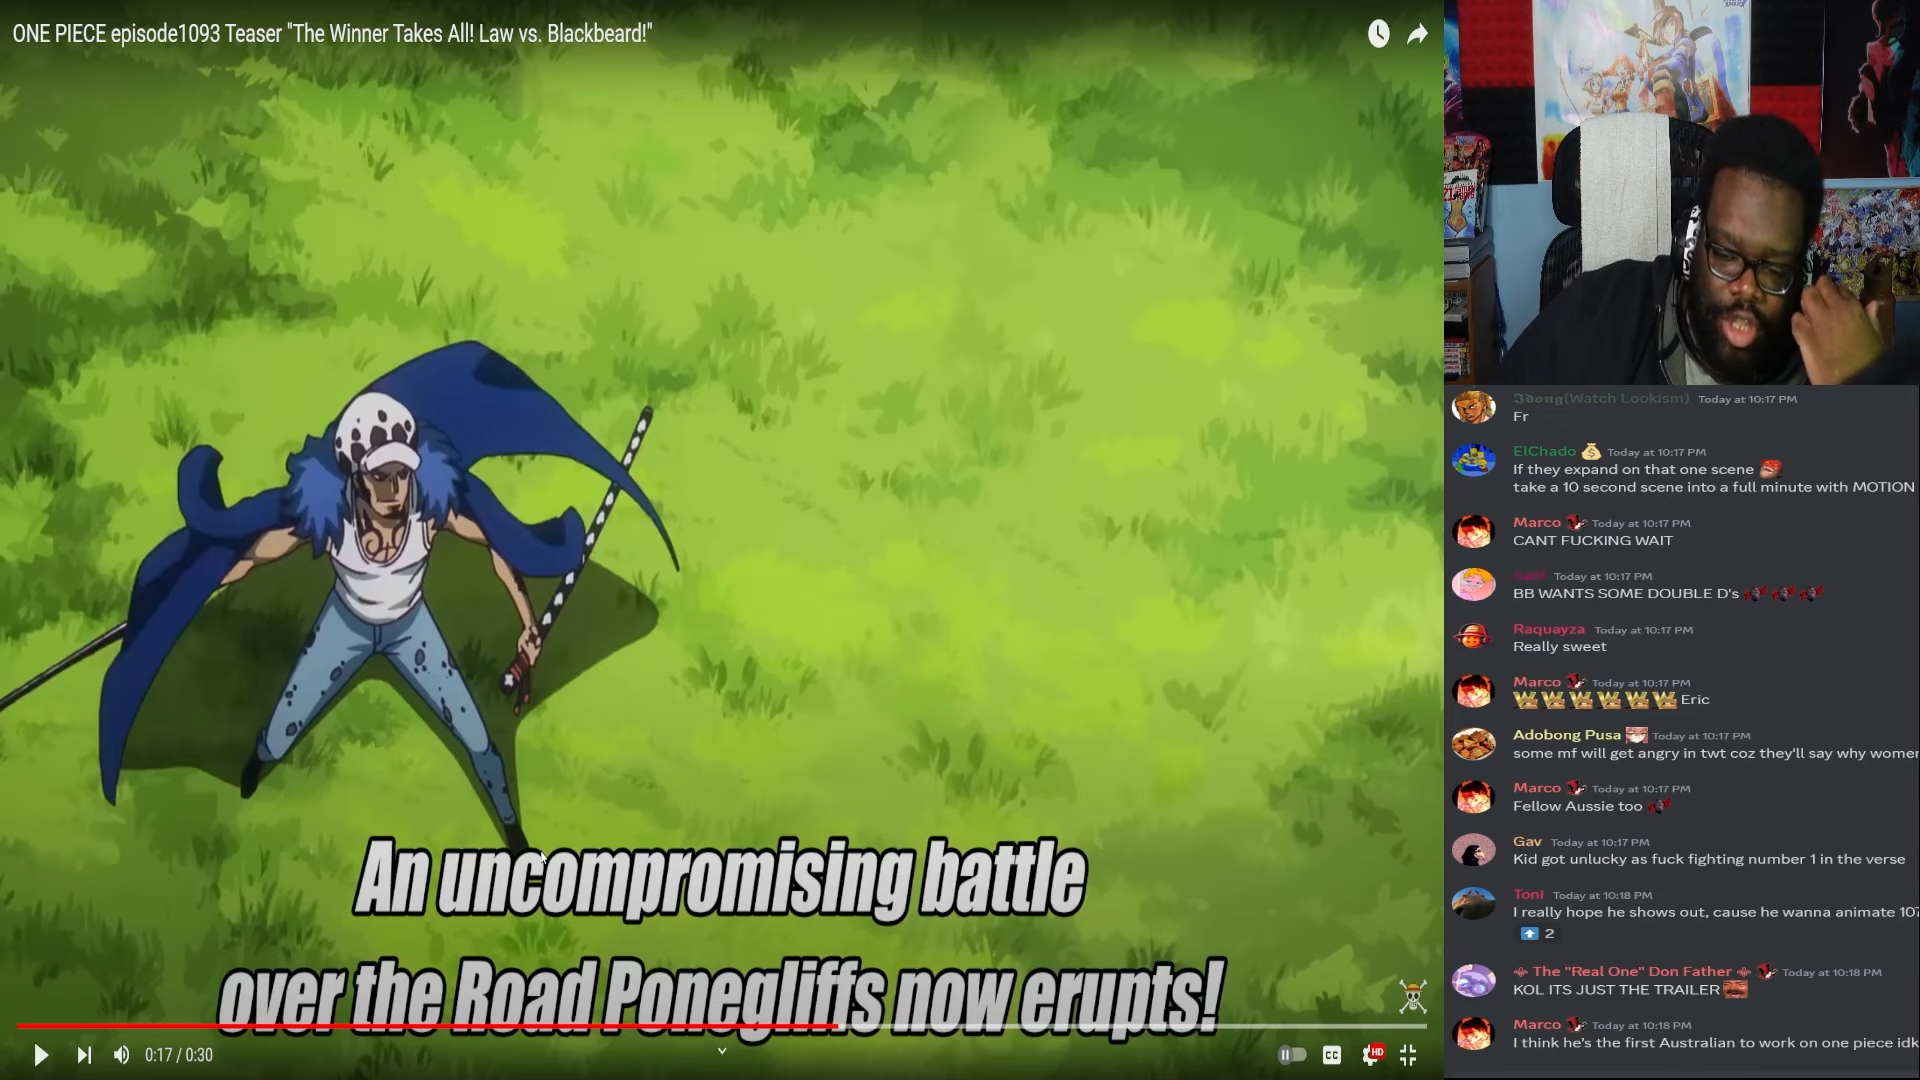 ONE PIECE episode1093 Teaser "The Winner Takes All! Law vs. Blackbeard!"
An uncompromising battle
over the Road Ponegliffs now erupts!
0:17 / 0:30
CC
HD
(Watch Lookism) Today at 10:17 PM
Fr
ElChado Today at 10:17 PM
If they expand on that one scene
take a 10 second scene into a full minute with MOTION
Marco Today at 10:17 PM
CANT FUCKING WAIT
Today at 10:17 PM
BB WANTS SOME DOUBLE D's
Raquayza Today at 10:17 PM
Really sweet
Marco Today at 10:17 PM
Eric
Adobong Pusa Today at 10:17 PM
some mf will get angry in twt coz they'll say why women
Marco Today at 10:17 PM
Fellow Aussie too
Gav Today at 10:17 PM
Kid got unlucky as fuck fighting number 1 in the verse
Toni Today at 10:18 PM
I really hope he shows out, cause he wanna animate 107
2
The "Real One" Don Father Today at 10:18 PM
KOL ITS JUST THE TRAILER
Marco Today at 10:18 PM
I think he's the first Australian to work on one piece idk